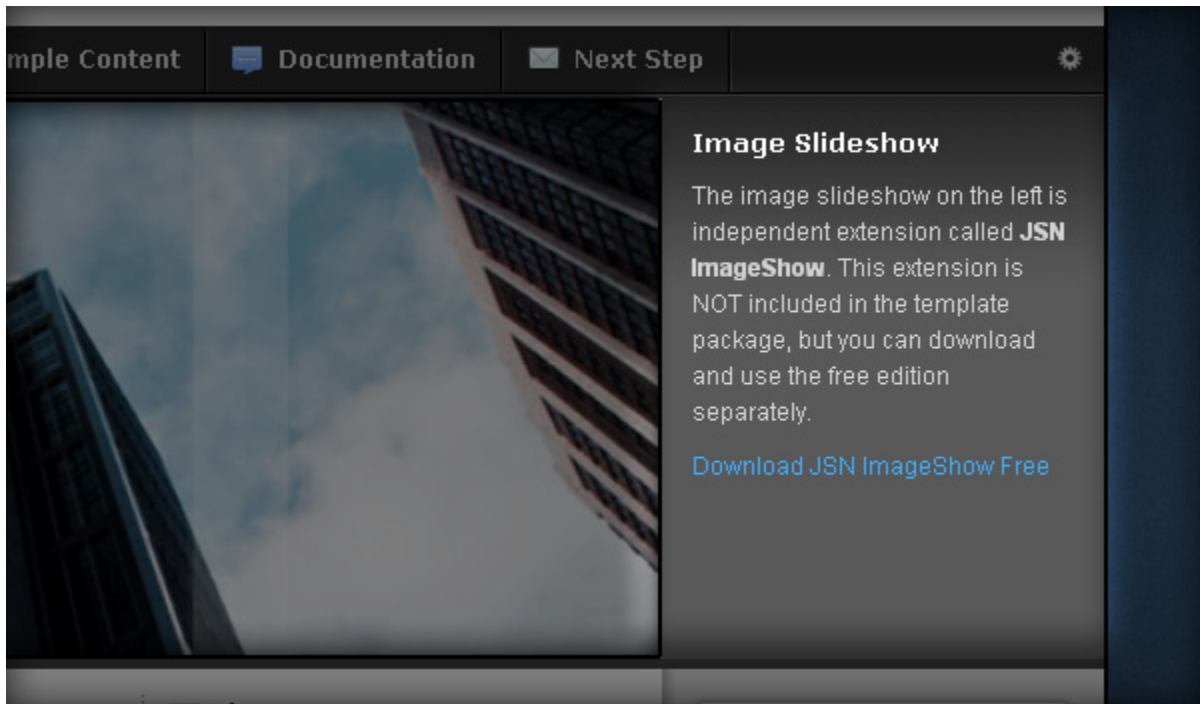 mple Content
Documentation
Next Step
Image Slideshow
The image slideshow on the left is
independent extension called JSN
ImageShow. This extension is
NOT included in the template
package, but you can download
and use the free edition
separately.
Download JSN ImageShow Free